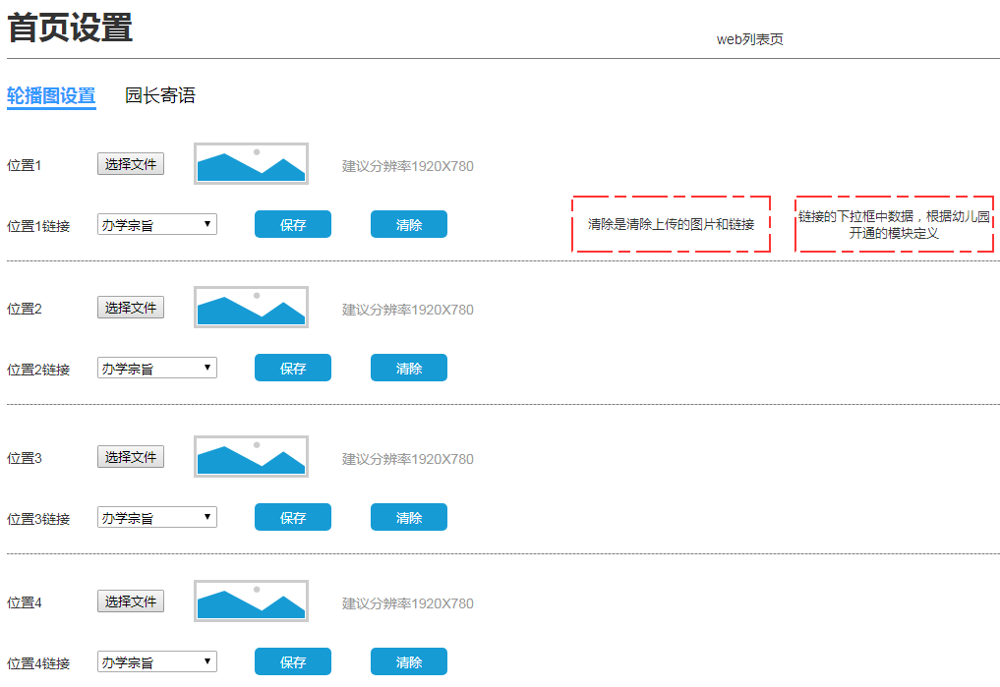 首页设置
web列表页
轮播图设置 园长寄语
位置1 选择文件 建议分辨率1920X780
位置1链接 办学宗旨 保存 清除
清除是清除上传的图片和链接
链接的下拉框中数据，根据幼儿园
开通的模块定义
位置2 选择文件 建议分辨率1920X780
位置2链接 办学宗旨 保存 清除
位置3 选择文件 建议分辨率1920X780
位置3链接 办学宗旨 保存 清除
位置4 选择文件 建议分辨率1920X780
位置4链接 办学宗旨 保存 清除